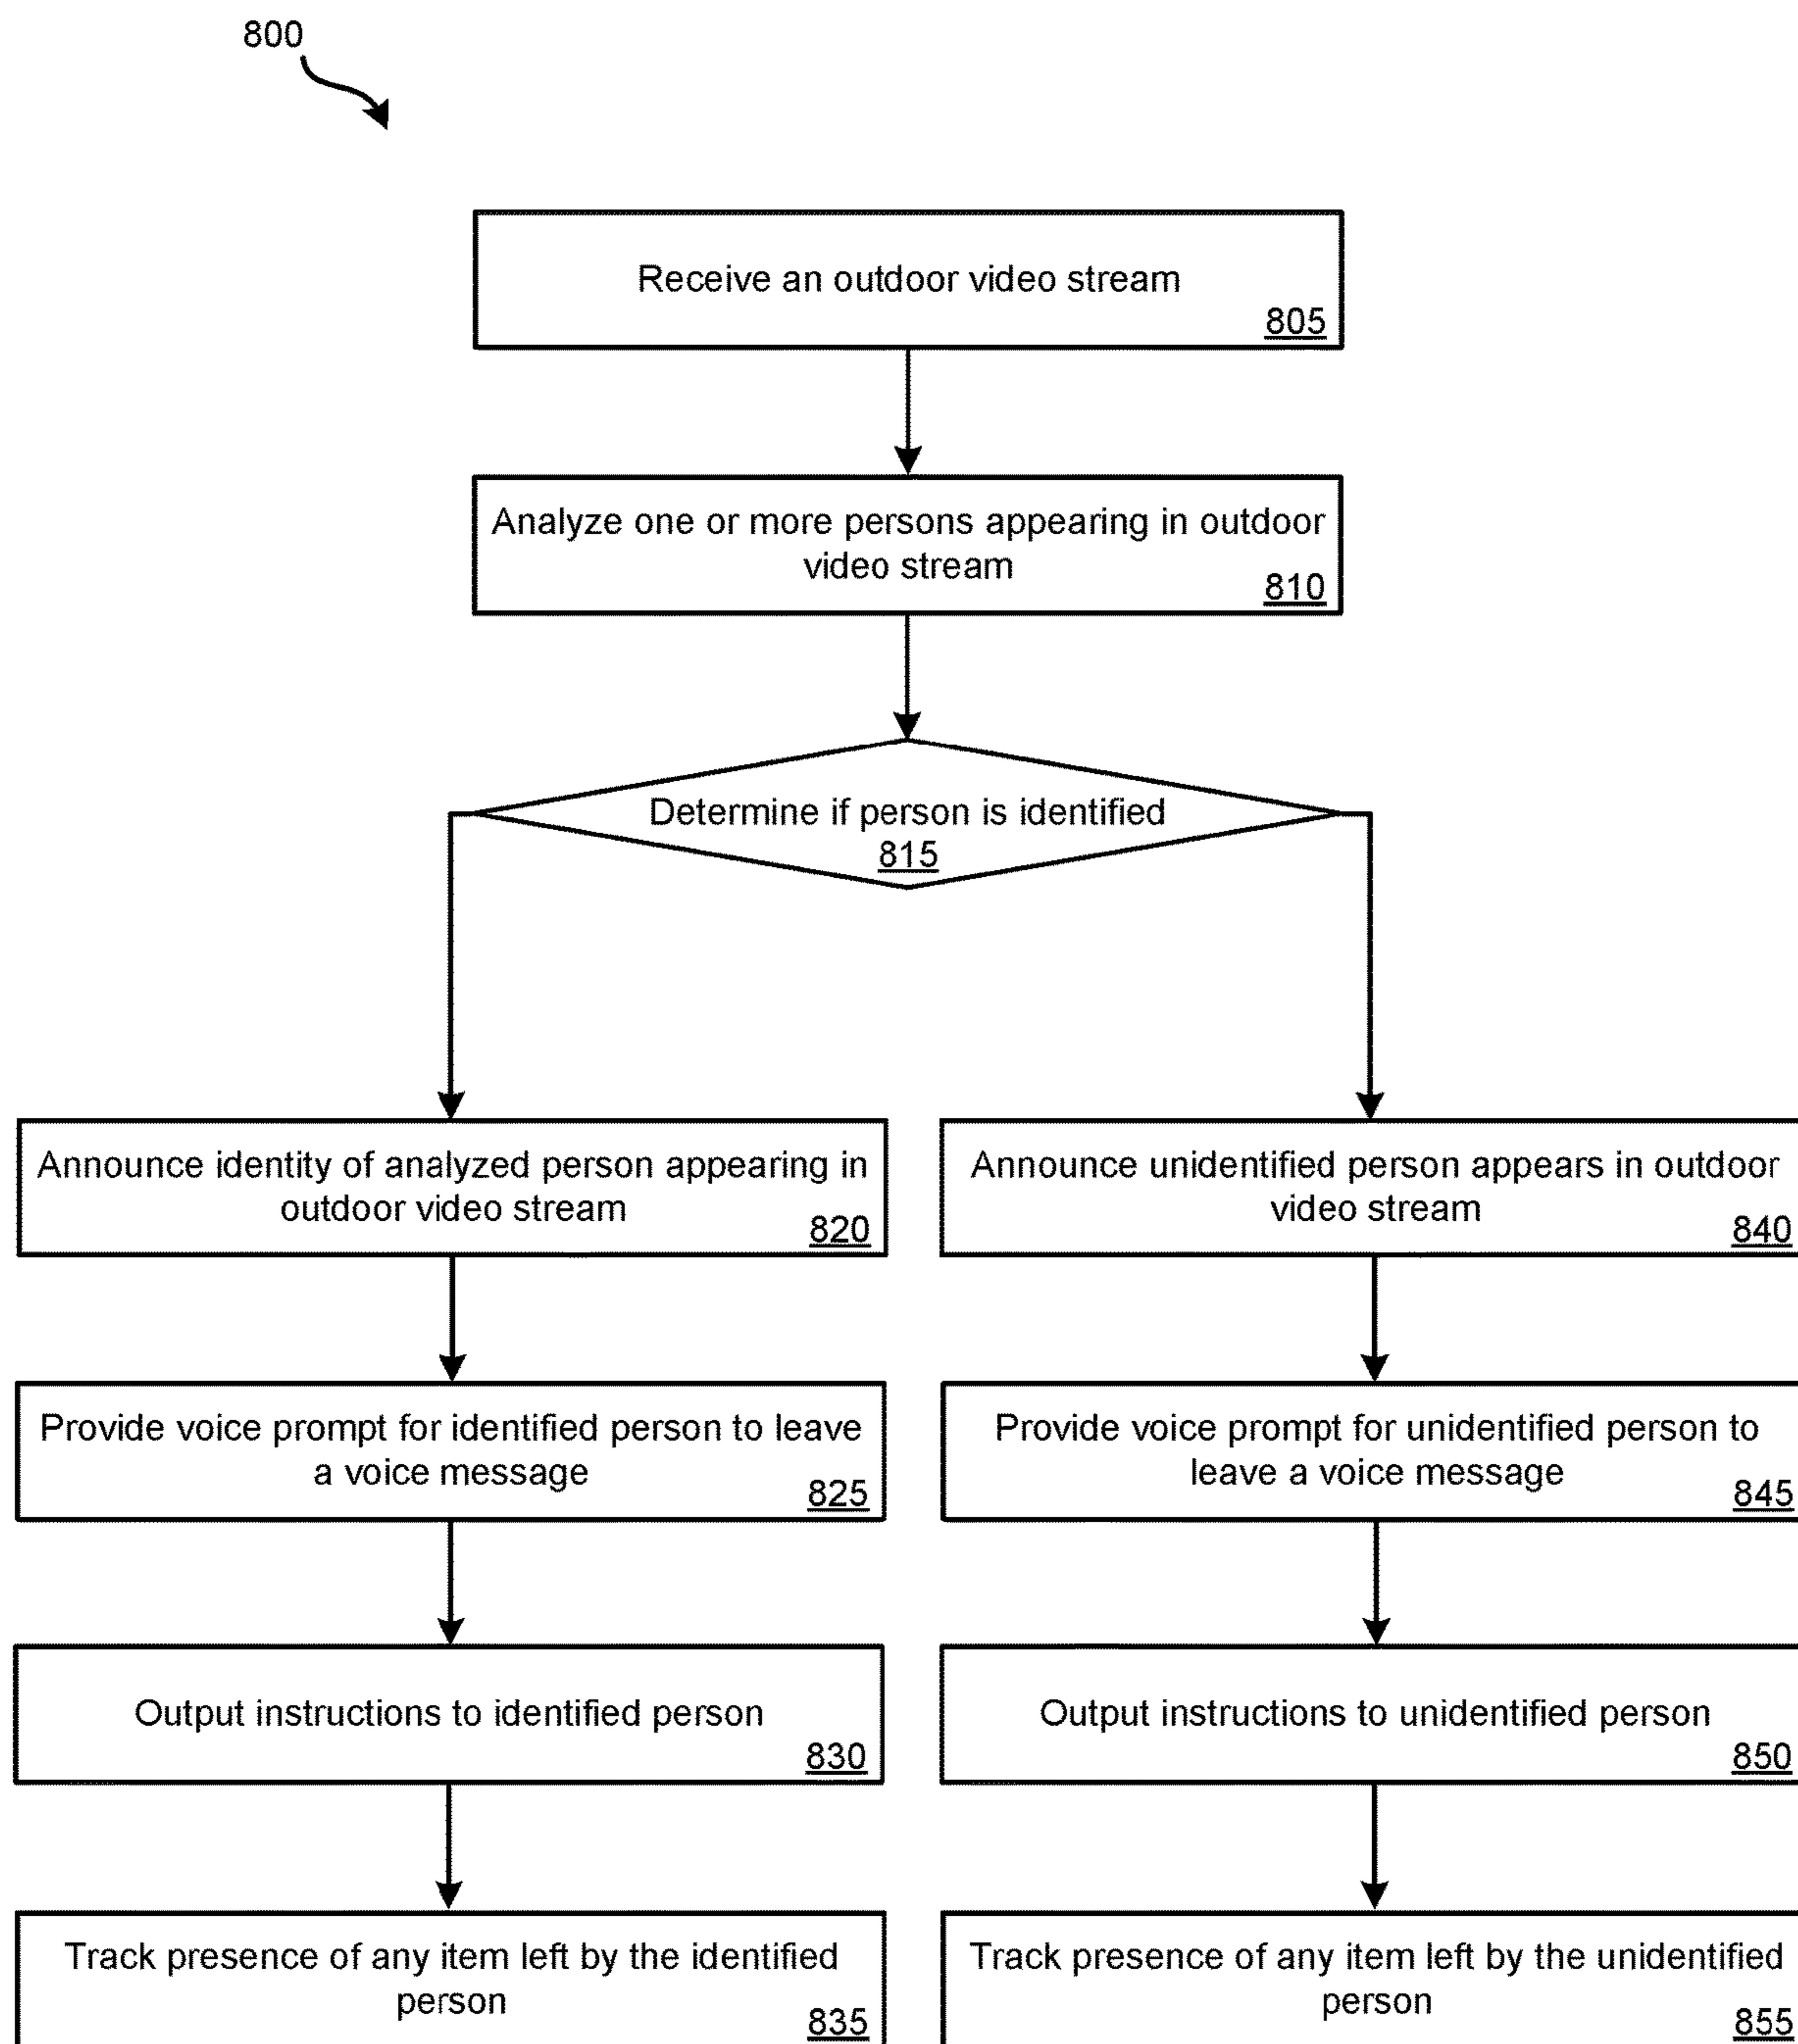 800
Receive an outdoor video stream
805
Analyze one or more persons appearing in outdoor
video stream
810
Determine if person is identified
815
Announce identity of analyzed person appearing in
outdoor video stream
820
Announce unidentified person appears in outdoor
video stream
840
Provide voice prompt for identified person to leave
a voice message
825
Provide voice prompt for unidentified person to
leave a voice message
845
Output instructions to identified person
830
Output instructions to unidentified person
850
Track presence of any item left by the identified
person
835
Track presence of any item left by the unidentified
person
855